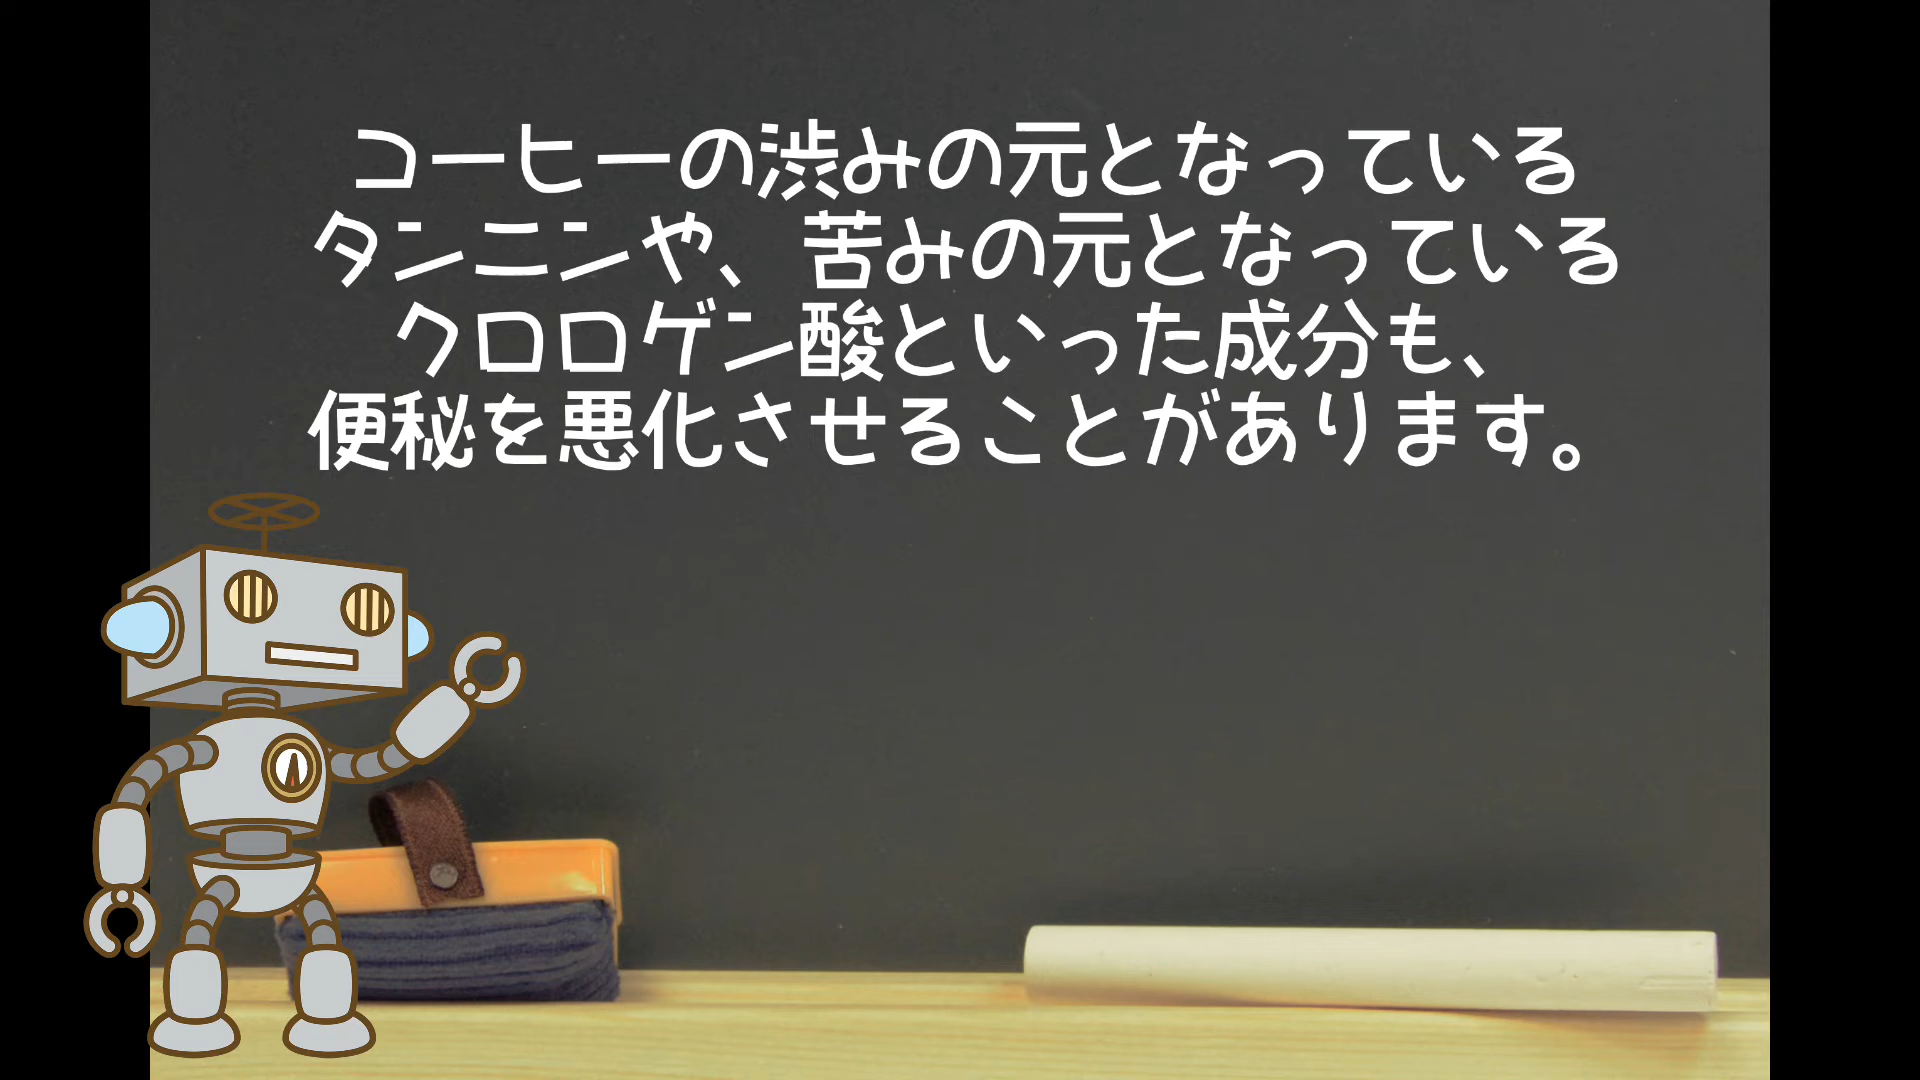 コーヒーの渋みの元となっている
タンニンや、苦みの元となっている
クロロゲン酸といった成分も、
便秘を悪化させることがあります。